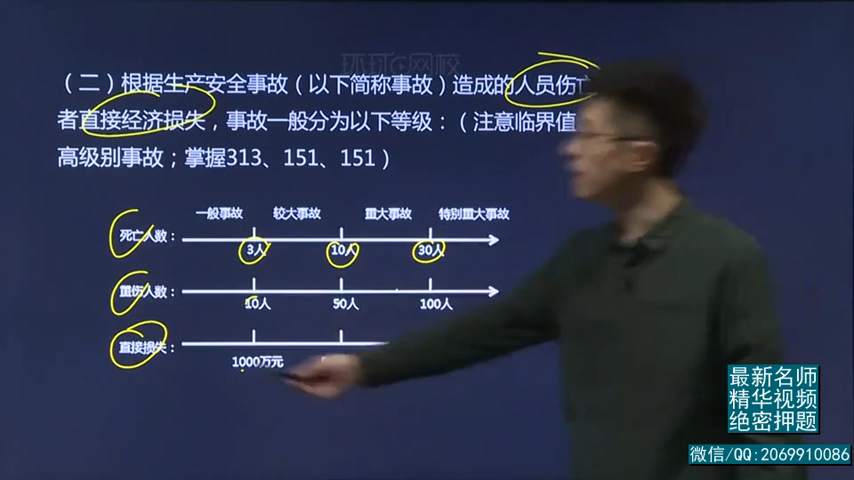 环球网校
（二）根据生产安全事故（以下简称事故）造成的人员伤亡
者直接经济损失，事故一般分为以下等级：（注意临界值
高级别事故；掌握313、151、151）
一般事故 较大事故 重大事故 特别重大事故
死亡人数：
3人 10人 30人
重伤人数：
10人 50人 100人
直接损失：
1000万元
最新名师
精华视频
绝密押题
微信/QQ:2069910086